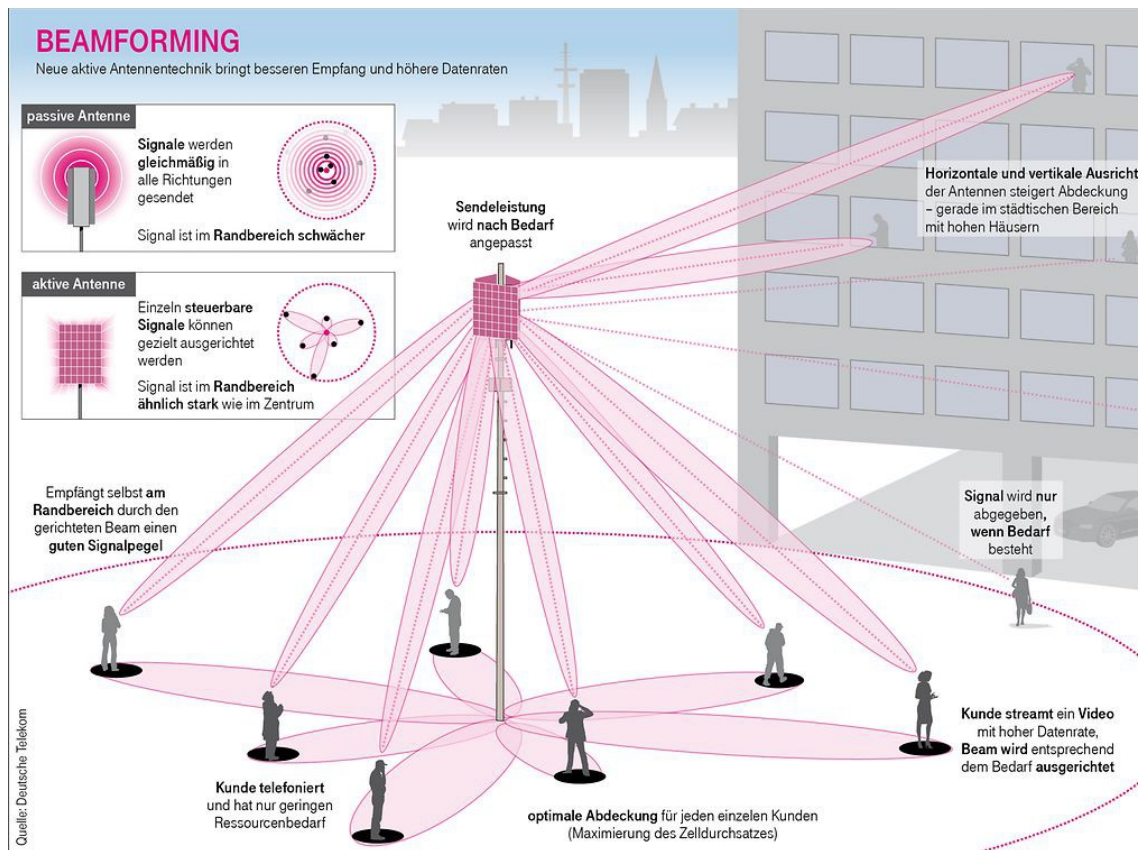 BEAMFORMING
Neue aktive Antennentechnik bringt besseren Empfang und höhere Datenraten
passive Antenne
Signale werden
gleichmäßig in
alle Richtungen
gesendet
Signal ist im Randbereich schwächer
aktive Antenne
Einzeln steuerbare
Signale können
gezielt ausgerichtet
werden
Signal ist im Randbereich
ähnlich stark wie im Zentrum
Sendeleistung
wird nach Bedarf
angepasst
Horizontale und vertikale Ausricht
der Antennen steigert Abdeckung
– gerade im städtischen Bereich
mit hohen Häusern
Empfängt selbst am
Randbereich durch den
gerichteten Beam einen
guten Signalpegel
Signal wird nur
abgegeben,
wenn Bedarf
besteht
Kunde streamt ein Video
mit hoher Datenrate,
Beam wird entsprechend
dem Bedarf ausgerichtet
Kunde telefoniert
und hat nur geringen
Ressourcenbedarf
optimale Abdeckung für jeden einzelen Kunden
(Maximierung des Zelldurchsatzes)
Quelle: Deutsche Telekom